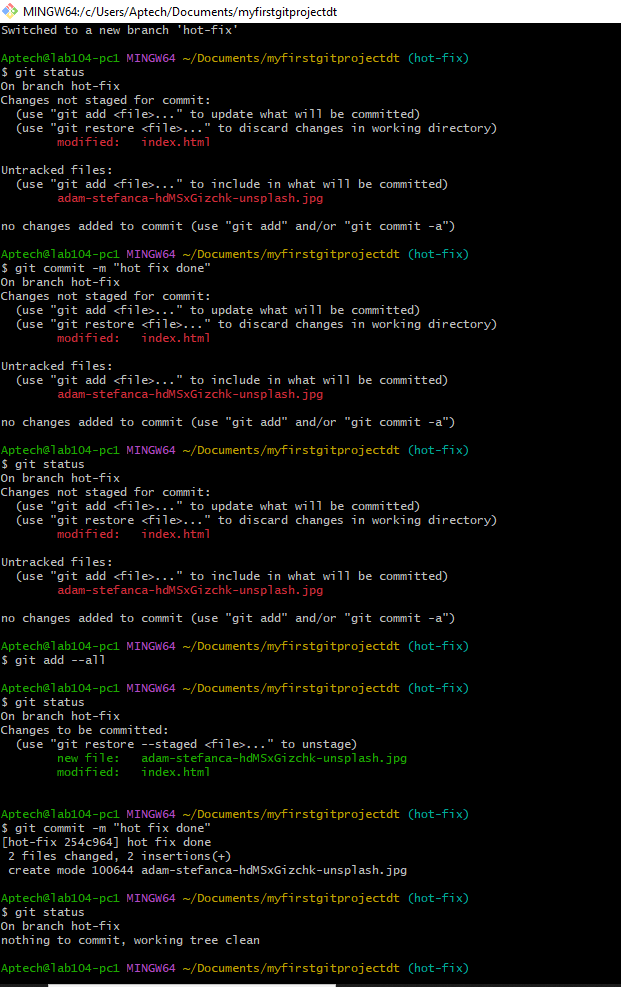 MINGW64:/c/Users/Aptech/Documents/myfirstgitprojectdt
Switched to a new branch 'hot-fix'
Aptech@lab104-pc1 MINGW64 ~/Documents/myfirstgitprojectdt (hot-fix)
$ git status
On branch hot-fix
Changes not staged for commit:
  (use "git add <file>..." to update what will be committed)
  (use "git restore <file>..." to discard changes in working directory)
        modified:   index.html
Untracked files:
  (use "git add <file>..." to include in what will be committed)
        adam-stefanca-hdMSxGizchk-unsplash.jpg
no changes added to commit (use "git add" and/or "git commit -a")
Aptech@lab104-pc1 MINGW64 ~/Documents/myfirstgitprojectdt (hot-fix)
$ git commit -m "hot fix done"
On branch hot-fix
Changes not staged for commit:
  (use "git add <file>..." to update what will be committed)
  (use "git restore <file>..." to discard changes in working directory)
        modified:   index.html
Untracked files:
  (use "git add <file>..." to include in what will be committed)
        adam-stefanca-hdMSxGizchk-unsplash.jpg
no changes added to commit (use "git add" and/or "git commit -a")
Aptech@lab104-pc1 MINGW64 ~/Documents/myfirstgitprojectdt (hot-fix)
$ git status
On branch hot-fix
Changes not staged for commit:
  (use "git add <file>..." to update what will be committed)
  (use "git restore <file>..." to discard changes in working directory)
        modified:   index.html
Untracked files:
  (use "git add <file>..." to include in what will be committed)
        adam-stefanca-hdMSxGizchk-unsplash.jpg
no changes added to commit (use "git add" and/or "git commit -a")
Aptech@lab104-pc1 MINGW64 ~/Documents/myfirstgitprojectdt (hot-fix)
$ git add --all
Aptech@lab104-pc1 MINGW64 ~/Documents/myfirstgitprojectdt (hot-fix)
$ git status
On branch hot-fix
Changes to be committed:
  (use "git restore --staged <file>..." to unstage)
        new file:   adam-stefanca-hdMSxGizchk-unsplash.jpg
        modified:   index.html
Aptech@lab104-pc1 MINGW64 ~/Documents/myfirstgitprojectdt (hot-fix)
$ git commit -m "hot fix done"
[hot-fix 254c964] hot fix done
 2 files changed, 2 insertions(+)
 create mode 100644 adam-stefanca-hdMSxGizchk-unsplash.jpg
Aptech@lab104-pc1 MINGW64 ~/Documents/myfirstgitprojectdt (hot-fix)
$ git status
On branch hot-fix
nothing to commit, working tree clean
Aptech@lab104-pc1 MINGW64 ~/Documents/myfirstgitprojectdt (hot-fix)